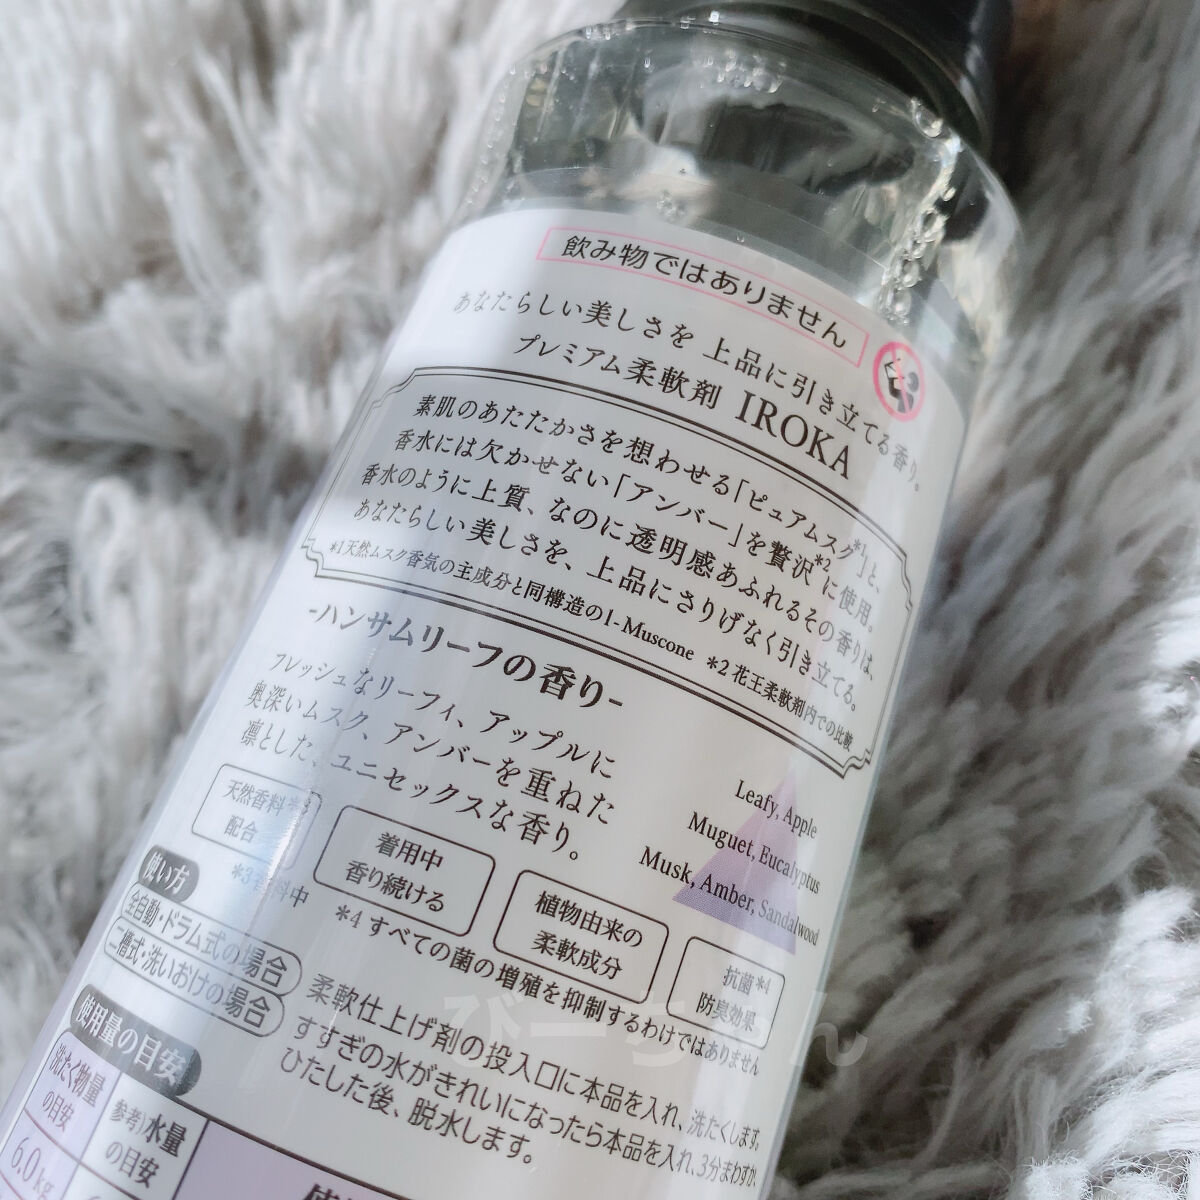 飲み物ではありません
あなたらしい美しさを 上品に引き立てる香り。
プレミアム柔軟剤 IROKA
素肌のあたたかさを想わせる「ピュアムスク*1」と、
香水には欠かせない「アンバー」を贅沢*2に使用。
香水のように上質、なのに透明感あふれるその香りは、
あなたらしい美しさを、上品にさりげなく引き立てる。
*1 天然ムスク香気の主成分と同構造のl-Muscone *2 花王柔軟剤内での比較
-ハンサムリーフの香り-
フレッシュなリーフィ、アップルに
奥深いムスク、アンバーを重ねた
凛とした、ユニセックスな香り。
Leafy, Apple
Muguet, Eucalyptus
Musk, Amber, Sandalwood
天然香料*3
配合
着用中
香り続ける
植物由来の
柔軟成分
抗菌*4
防臭効果
*3 香料中
*4 すべての菌の増殖を抑制するわけではありません
使い方
全自動・ドラム式の場合
柔軟仕上げ剤の投入口に本品を入れ、洗たくします。
二槽式・洗いおけの場合
すすぎの水がきれいになったら本品を入れ、3分まわすか、
ひたした後、脱水します。
使用量の目安
洗たく物量
の目安
参考)水量
の目安
6.0kg
びーちゃん